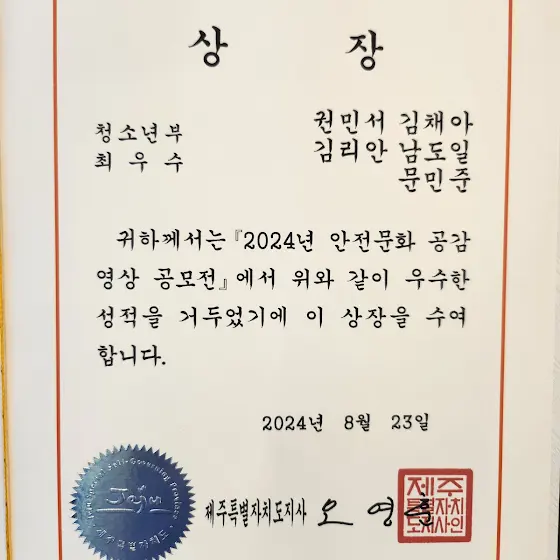 상 장
청소년부
최 우 수
권민서 김채아
김리안 남도일
문민준
귀하께서는 『2024년 안전문화 공감
영상 공모전』에서 위와 같이 우수한
성적을 거두었기에 이 상장을 수여
합니다.
2024년 8월 23일
제주특별자치도지사 오 영 훈
제주
특별자치
도지사인